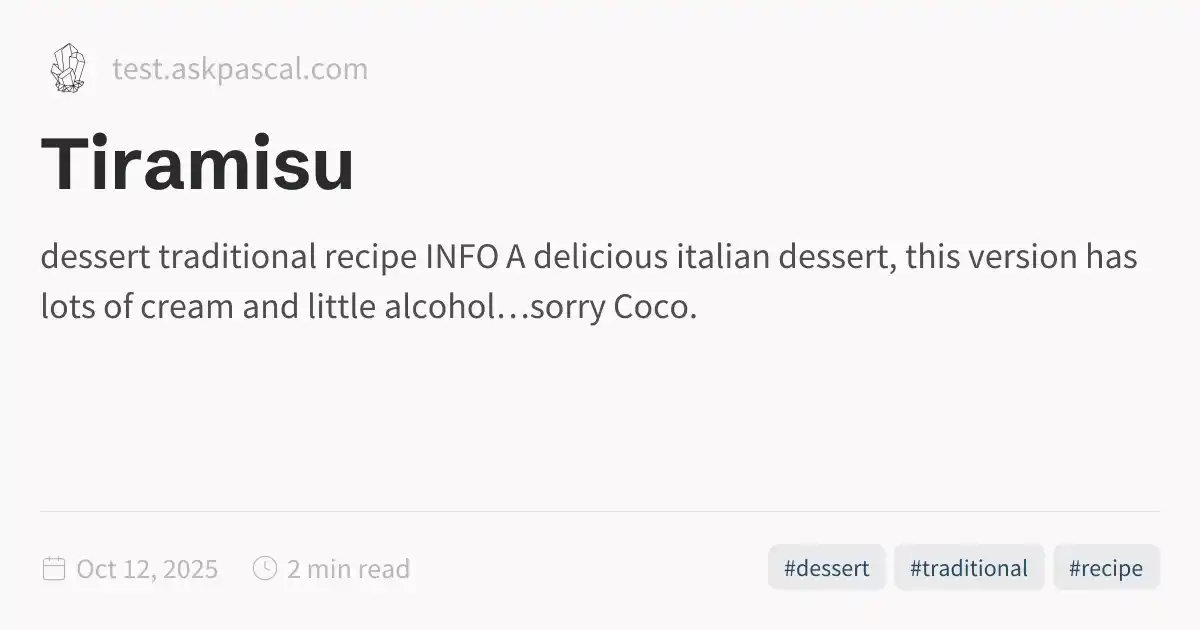 test.askpascal.com
Tiramisu
dessert traditional recipe INFO A delicious italian dessert, this version has
lots of cream and little alcohol…sorry Coco.
Oct 12, 2025 2 min read #dessert #traditional #recipe